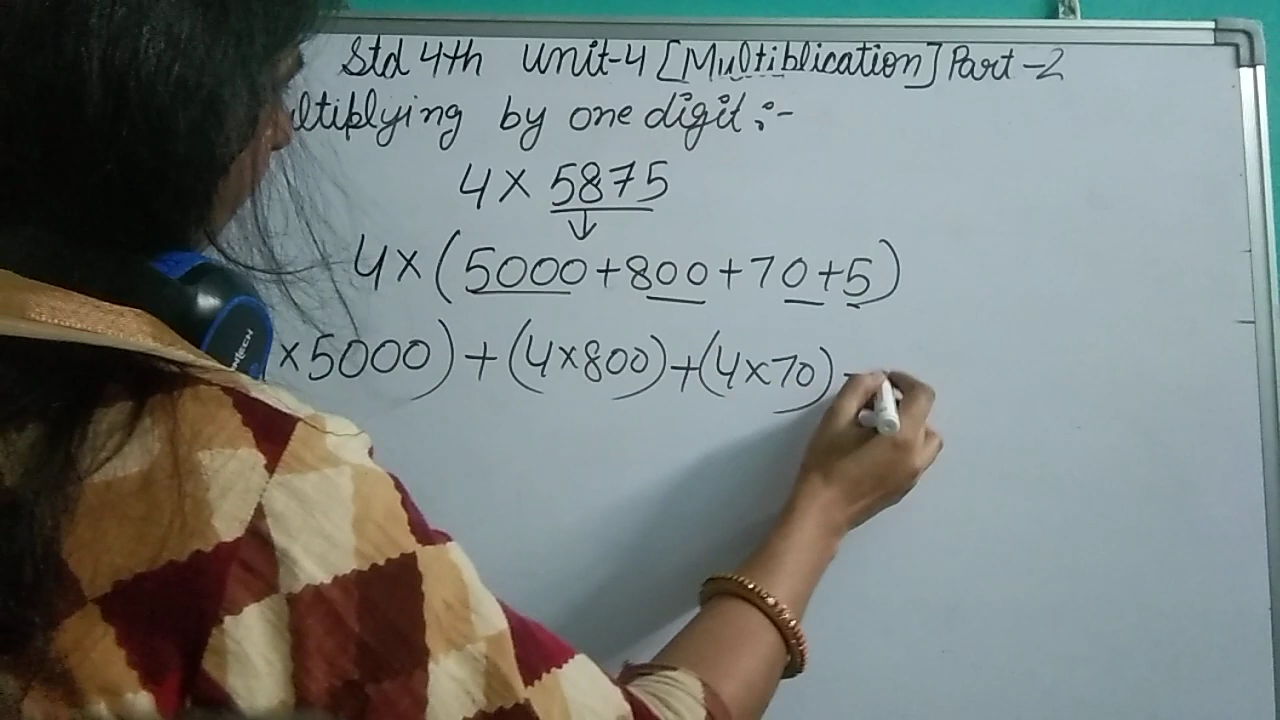 Std 4th Unit-4 [Multiblication] Part-2
ltiplying by one digit :-
4 × 5875
4×(5000+800+70+5)
×5000)+(4×800)+(4×70)